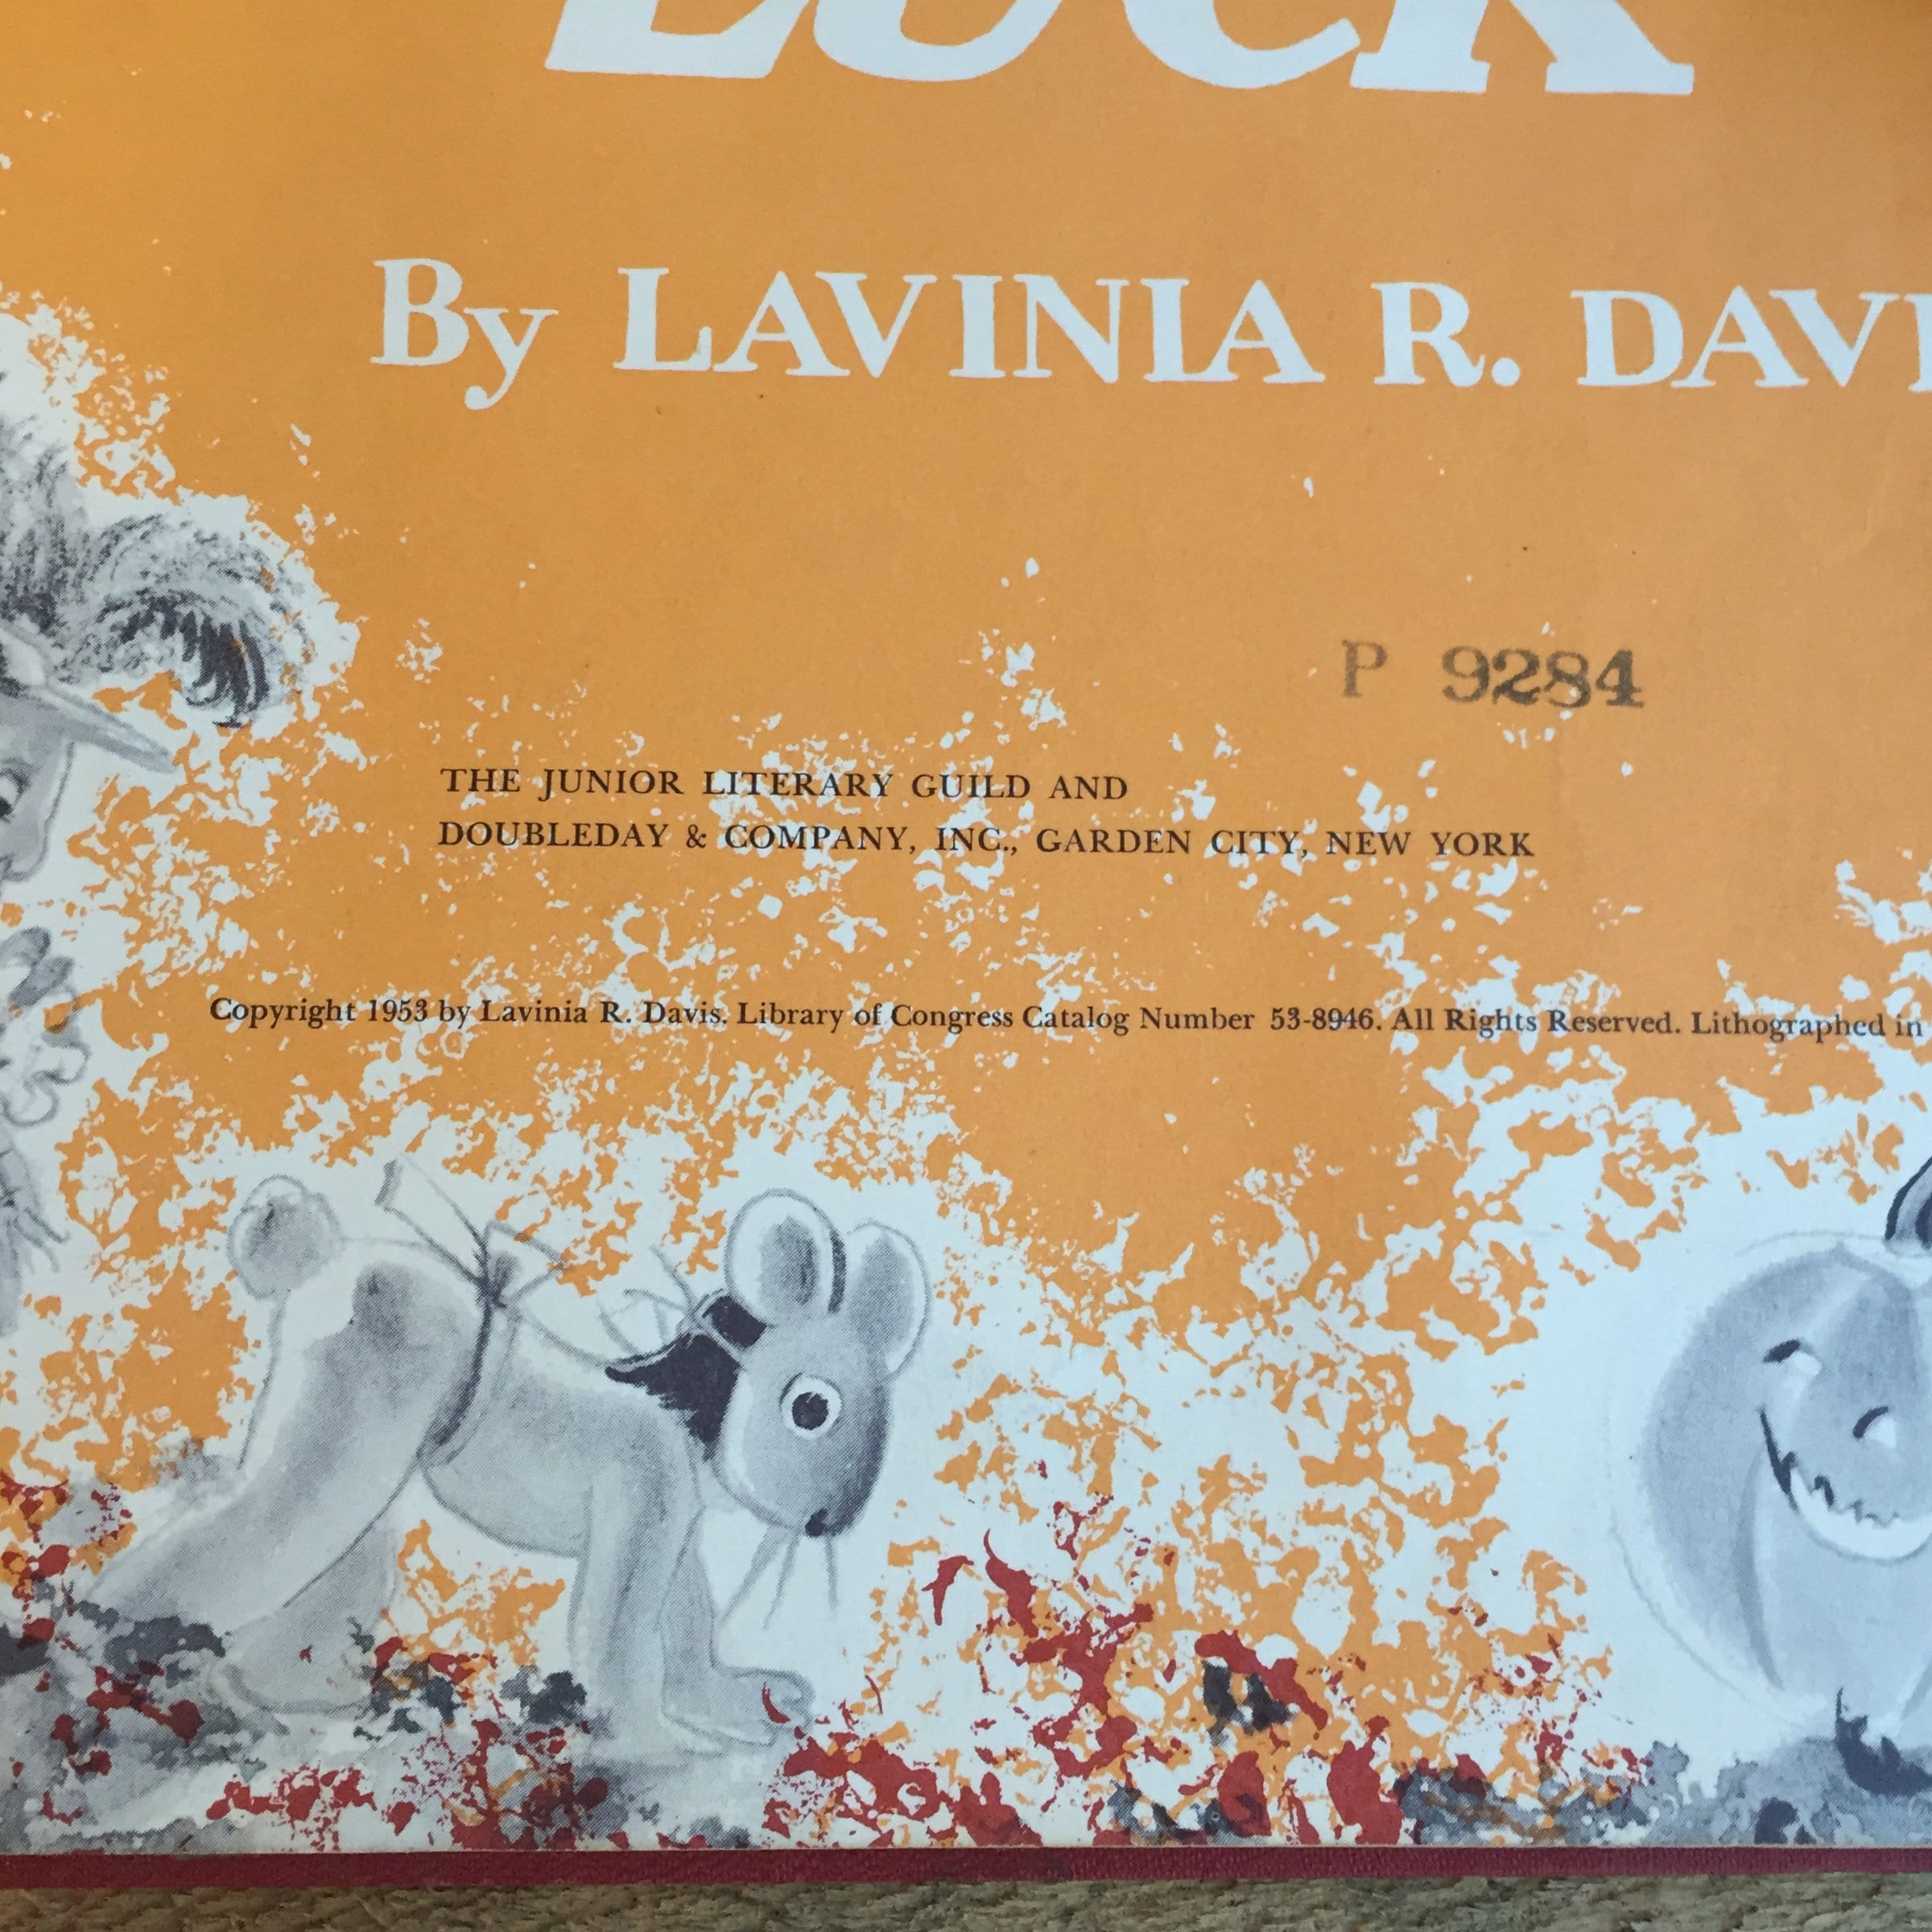 LUCK
By LAVINIA R. DAVI
P 9284
THE JUNIOR LITERARY GUILD AND
DOUBLEDAY & COMPANY, INC., GARDEN CITY, NEW YORK
Copyright 1953 by Lavinia R. Davis. Library of Congress Catalog Number 53-8946. All Rights Reserved. Lithographed in